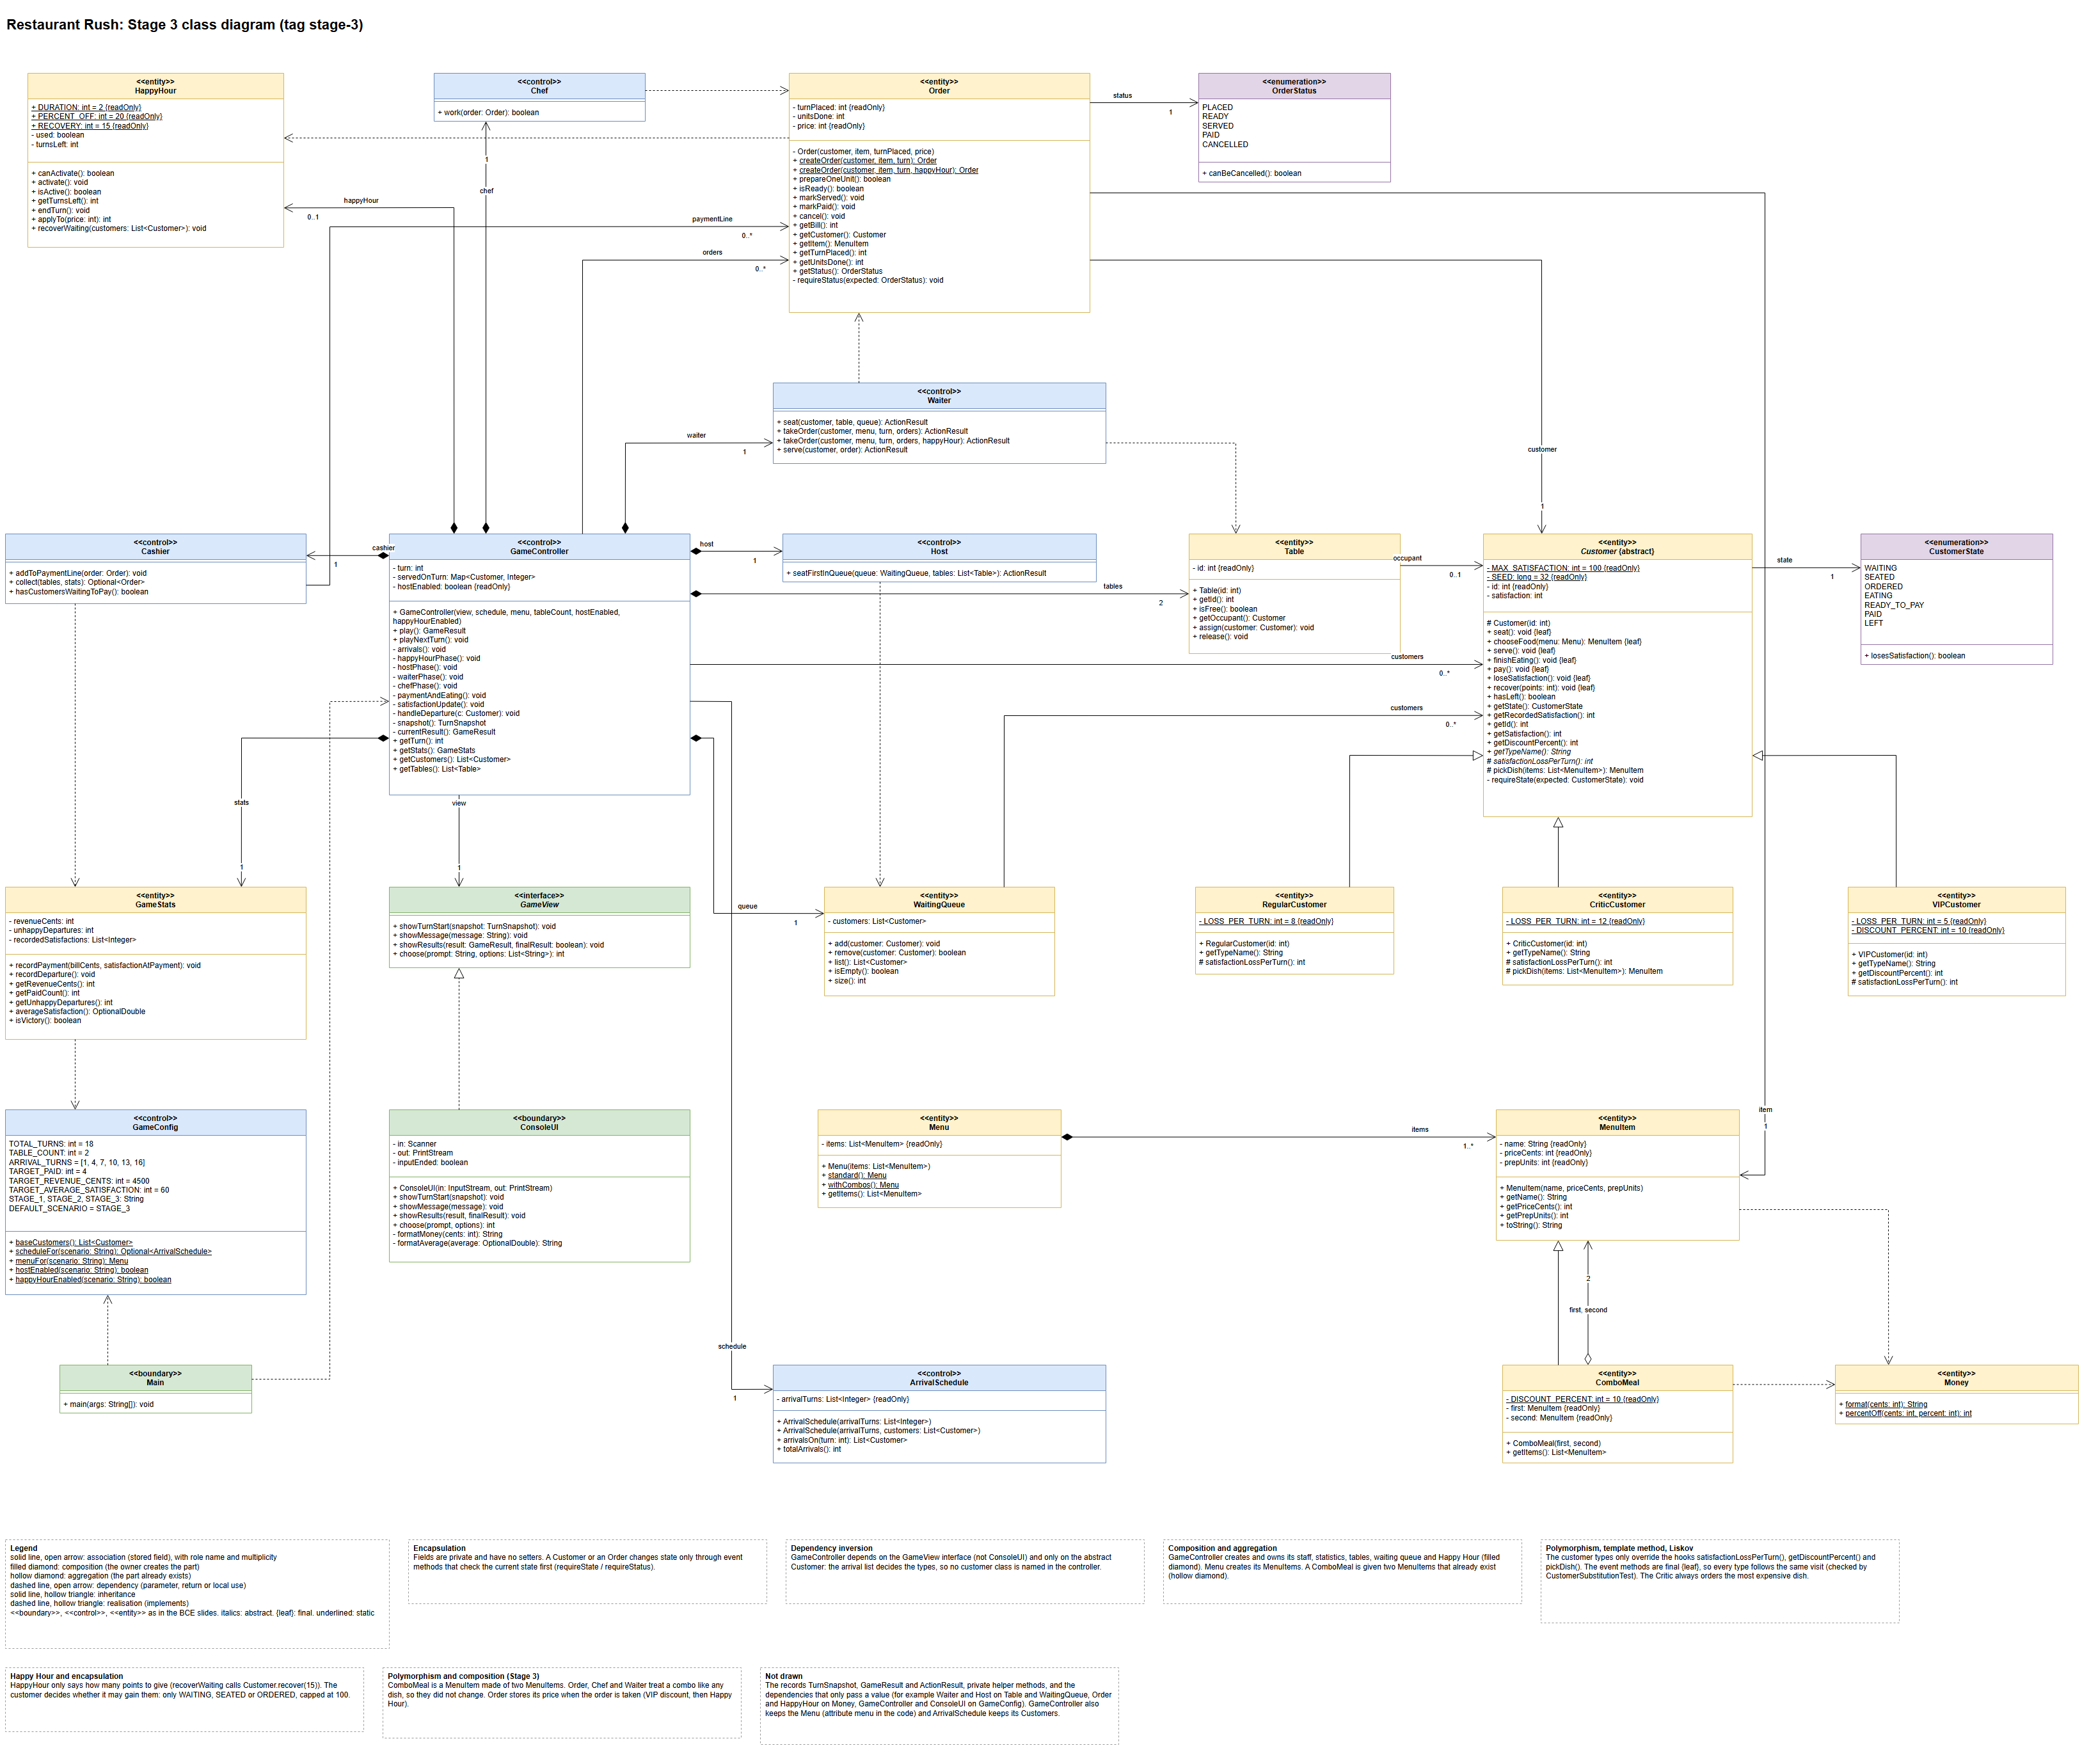 Restaurant Rush: Stage 3 class diagram (tag stage-3)
<<entity>>
HappyHour
+ DURATION: int = 2 {readOnly}
+ PERCENT_OFF: int = 20 {readOnly}
+ RECOVERY: int = 15 {readOnly}
- used: boolean
- turnsLeft: int
+ canActivate(): boolean
+ activate(): void
+ isActive(): boolean
+ getTurnsLeft(): int
+ endTurn(): void
+ applyTo(price: int): int
+ recoverWaiting(customers: List<Customer>): void
<<control>>
Chef
+ work(order: Order): boolean
<<entity>>
Order
- turnPlaced: int {readOnly}
- unitsDone: int
- price: int {readOnly}
- Order(customer, item, turnPlaced, price)
+ createOrder(customer, item, turn): Order
+ createOrder(customer, item, turn, happyHour): Order
+ prepareOneUnit(): boolean
+ isReady(): boolean
+ markServed(): void
+ markPaid(): void
+ cancel(): void
+ getBill(): int
+ getCustomer(): Customer
+ getItem(): MenuItem
+ getTurnPlaced(): int
+ getUnitsDone(): int
+ getStatus(): OrderStatus
- requireStatus(expected: OrderStatus): void
status
1
<<enumeration>>
OrderStatus
PLACED
READY
SERVED
PAID
CANCELLED
+ canBeCancelled(): boolean
1
chef
happyHour
0..1
paymentLine
0..*
orders
0..*
<<control>>
Waiter
+ seat(customer, table, queue): ActionResult
+ takeOrder(customer, menu, turn, orders): ActionResult
+ takeOrder(customer, menu, turn, orders, happyHour): ActionResult
+ serve(customer, order): ActionResult
waiter
1
customer
1
<<control>>
Cashier
+ addToPaymentLine(order: Order): void
+ collect(tables, stats): Optional<Order>
+ hasCustomersWaitingToPay(): boolean
cashier
1
<<control>>
GameController
- turn: int
- servedOnTurn: Map<Customer, Integer>
- hostEnabled: boolean {readOnly}
+ GameController(view, schedule, menu, tableCount, hostEnabled,
happyHourEnabled)
+ play(): GameResult
+ playNextTurn(): void
- arrivals(): void
- happyHourPhase(): void
- hostPhase(): void
- waiterPhase(): void
- chefPhase(): void
- paymentAndEating(): void
- satisfactionUpdate(): void
- handleDeparture(c: Customer): void
- snapshot(): TurnSnapshot
- currentResult(): GameResult
+ getTurn(): int
+ getStats(): GameStats
+ getCustomers(): List<Customer>
+ getTables(): List<Table>
host
1
<<control>>
Host
+ seatFirstInQueue(queue: WaitingQueue, tables: List<Table>): ActionResult
tables
2
<<entity>>
Table
- id: int {readOnly}
+ Table(id: int)
+ getId(): int
+ isFree(): boolean
+ getOccupant(): Customer
+ assign(customer: Customer): void
+ release(): void
occupant
0..1
<<entity>>
Customer {abstract}
- MAX_SATISFACTION: int = 100 {readOnly}
- SEED: long = 32 {readOnly}
- id: int {readOnly}
- satisfaction: int
# Customer(id: int)
+ seat(): void {leaf}
+ chooseFood(menu: Menu): MenuItem {leaf}
+ serve(): void {leaf}
+ finishEating(): void {leaf}
+ pay(): void {leaf}
+ loseSatisfaction(): void {leaf}
+ recover(points: int): void {leaf}
+ hasLeft(): boolean
+ getState(): CustomerState
+ getRecordedSatisfaction(): int
+ getId(): int
+ getSatisfaction(): int
+ getDiscountPercent(): int
+ getTypeName(): String
# satisfactionLossPerTurn(): int
# pickDish(items: List<MenuItem>): MenuItem
- requireState(expected: CustomerState): void
state
1
<<enumeration>>
CustomerState
WAITING
SEATED
ORDERED
EATING
READY_TO_PAY
PAID
LEFT
+ losesSatisfaction(): boolean
customers
0..*
customers
0..*
stats
1
view
1
queue
1
<<entity>>
GameStats
- revenueCents: int
- unhappyDepartures: int
- recordedSatisfactions: List<Integer>
+ recordPayment(billCents, satisfactionAtPayment): void
+ recordDeparture(): void
+ getRevenueCents(): int
+ getPaidCount(): int
+ getUnhappyDepartures(): int
+ averageSatisfaction(): OptionalDouble
+ isVictory(): boolean
<<interface>>
GameView
+ showTurnStart(snapshot: TurnSnapshot): void
+ showMessage(message: String): void
+ showResults(result: GameResult, finalResult: boolean): void
+ choose(prompt: String, options: List<String>): int
<<entity>>
WaitingQueue
- customers: List<Customer>
+ add(customer: Customer): void
+ remove(customer: Customer): boolean
+ list(): List<Customer>
+ isEmpty(): boolean
+ size(): int
<<entity>>
RegularCustomer
- LOSS_PER_TURN: int = 8 {readOnly}
+ RegularCustomer(id: int)
+ getTypeName(): String
# satisfactionLossPerTurn(): int
<<entity>>
CriticCustomer
- LOSS_PER_TURN: int = 12 {readOnly}
+ CriticCustomer(id: int)
+ getTypeName(): String
# satisfactionLossPerTurn(): int
# pickDish(items: List<MenuItem>): MenuItem
<<entity>>
VIPCustomer
- LOSS_PER_TURN: int = 5 {readOnly}
- DISCOUNT_PERCENT: int = 10 {readOnly}
+ VIPCustomer(id: int)
+ getTypeName(): String
+ getDiscountPercent(): int
# satisfactionLossPerTurn(): int
<<control>>
GameConfig
TOTAL_TURNS: int = 18
TABLE_COUNT: int = 2
ARRIVAL_TURNS = [1, 4, 7, 10, 13, 16]
TARGET_PAID: int = 4
TARGET_REVENUE_CENTS: int = 4500
TARGET_AVERAGE_SATISFACTION: int = 60
STAGE_1, STAGE_2, STAGE_3: String
DEFAULT_SCENARIO = STAGE_3
+ baseCustomers(): List<Customer>
+ scheduleFor(scenario: String): Optional<ArrivalSchedule>
+ menuFor(scenario: String): Menu
+ hostEnabled(scenario: String): boolean
+ happyHourEnabled(scenario: String): boolean
<<boundary>>
ConsoleUI
- in: Scanner
- out: PrintStream
- inputEnded: boolean
+ ConsoleUI(in: InputStream, out: PrintStream)
+ showTurnStart(snapshot): void
+ showMessage(message): void
+ showResults(result, finalResult): void
+ choose(prompt, options): int
- formatMoney(cents: int): String
- formatAverage(average: OptionalDouble): String
<<entity>>
Menu
- items: List<MenuItem> {readOnly}
+ Menu(items: List<MenuItem>)
+ standard(): Menu
+ withCombos(): Menu
+ getItems(): List<MenuItem>
items
1..*
<<entity>>
MenuItem
- name: String {readOnly}
- priceCents: int {readOnly}
- prepUnits: int {readOnly}
+ MenuItem(name, priceCents, prepUnits)
+ getName(): String
+ getPriceCents(): int
+ getPrepUnits(): int
+ toString(): String
item
1
2
first, second
schedule
1
<<boundary>>
Main
+ main(args: String[]): void
<<control>>
ArrivalSchedule
- arrivalTurns: List<Integer> {readOnly}
+ ArrivalSchedule(arrivalTurns: List<Integer>)
+ ArrivalSchedule(arrivalTurns, customers: List<Customer>)
+ arrivalsOn(turn: int): List<Customer>
+ totalArrivals(): int
<<entity>>
ComboMeal
- DISCOUNT_PERCENT: int = 10 {readOnly}
- first: MenuItem {readOnly}
- second: MenuItem {readOnly}
+ ComboMeal(first, second)
+ getItems(): List<MenuItem>
<<entity>>
Money
+ format(cents: int): String
+ percentOff(cents: int, percent: int): int
Legend
solid line, open arrow: association (stored field), with role name and multiplicity
filled diamond: composition (the owner creates the part)
hollow diamond: aggregation (the part already exists)
dashed line, open arrow: dependency (parameter, return or local use)
solid line, hollow triangle: inheritance
dashed line, hollow triangle: realisation (implements)
<<boundary>>, <<control>>, <<entity>> as in the BCE slides. italics: abstract. {leaf}: final. underlined: static
Encapsulation
Fields are private and have no setters. A Customer or an Order changes state only through event
methods that check the current state first (requireState / requireStatus).
Dependency inversion
GameController depends on the GameView interface (not ConsoleUI) and only on the abstract
Customer: the arrival list decides the types, so no customer class is named in the controller.
Composition and aggregation
GameController creates and owns its staff, statistics, tables, waiting queue and Happy Hour (filled
diamond). Menu creates its MenuItems. A ComboMeal is given two MenuItems that already exist
(hollow diamond).
Polymorphism, template method, Liskov
The customer types only override the hooks satisfactionLossPerTurn(), getDiscountPercent() and
pickDish(). The event methods are final {leaf}, so every type follows the same visit (checked by
CustomerSubstitutionTest). The Critic always orders the most expensive dish.
Happy Hour and encapsulation
HappyHour only says how many points to give (recoverWaiting calls Customer.recover(15)). The
customer decides whether it may gain them: only WAITING, SEATED or ORDERED, capped at 100.
Polymorphism and composition (Stage 3)
ComboMeal is a MenuItem made of two MenuItems. Order, Chef and Waiter treat a combo like any
dish, so they did not change. Order stores its price when the order is taken (VIP discount, then Happy
Hour).
Not drawn
The records TurnSnapshot, GameResult and ActionResult, private helper methods, and the
dependencies that only pass a value (for example Waiter and Host on Table and WaitingQueue, Order
and HappyHour on Money, GameController and ConsoleUI on GameConfig). GameController also
keeps the Menu (attribute menu in the code) and ArrivalSchedule keeps its Customers.